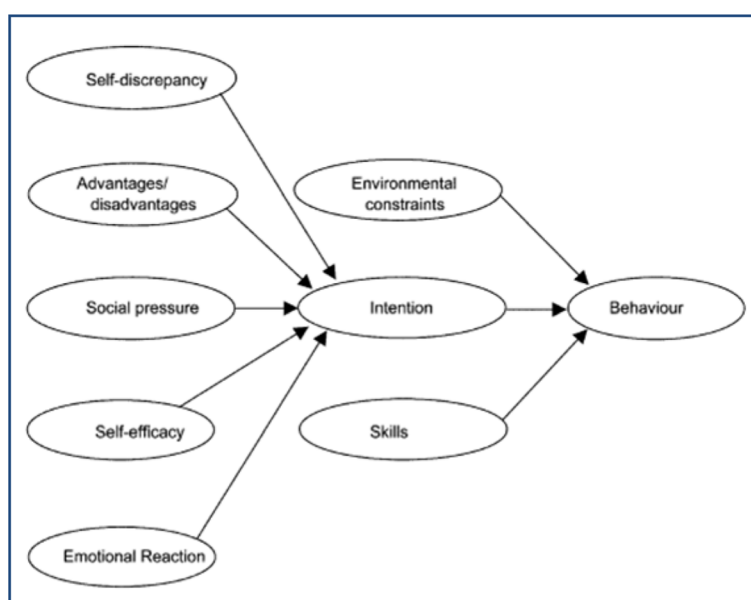 Self-discrepancy
Advantages/
disadvantages
Environmental
constraints
Social pressure
Intention
Behaviour
Self-efficacy
Skills
Emotional Reaction